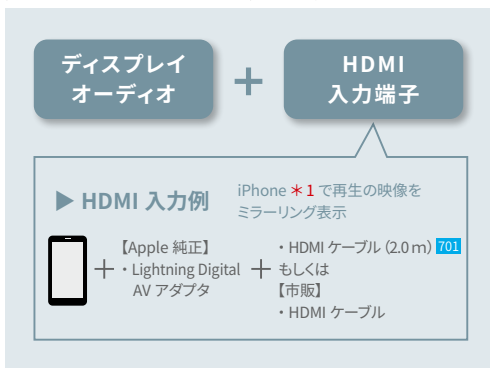 ディスプレイ
オーディオ
+
HDMI
入力端子
▶ HDMI 入力例
iPhone ＊1 で再生の映像を
ミラーリング表示
+
【Apple 純正】
・Lightning Digital
AV アダプタ
+
・HDMI ケーブル（2.0ｍ） 701
もしくは
【市販】
・HDMI ケーブル